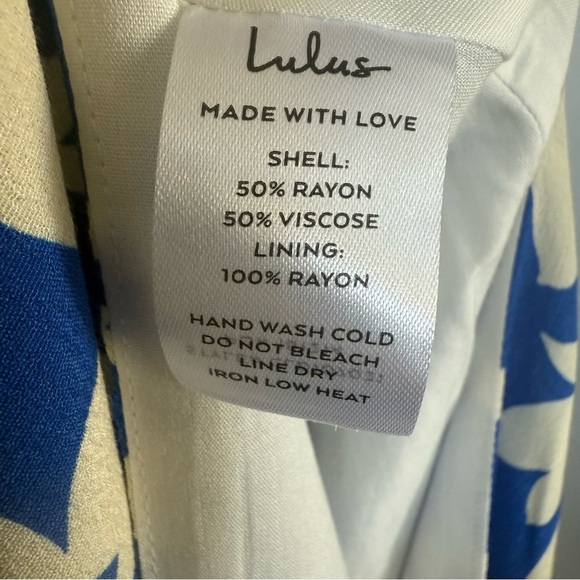 Lulus
MADE WITH LOVE
SHELL:
50% RAYON
50% VISCOSE
LINING:
100% RAYON
HAND WASH COLD
DO NOT BLEACH
LINE DRY
IRON LOW HEAT